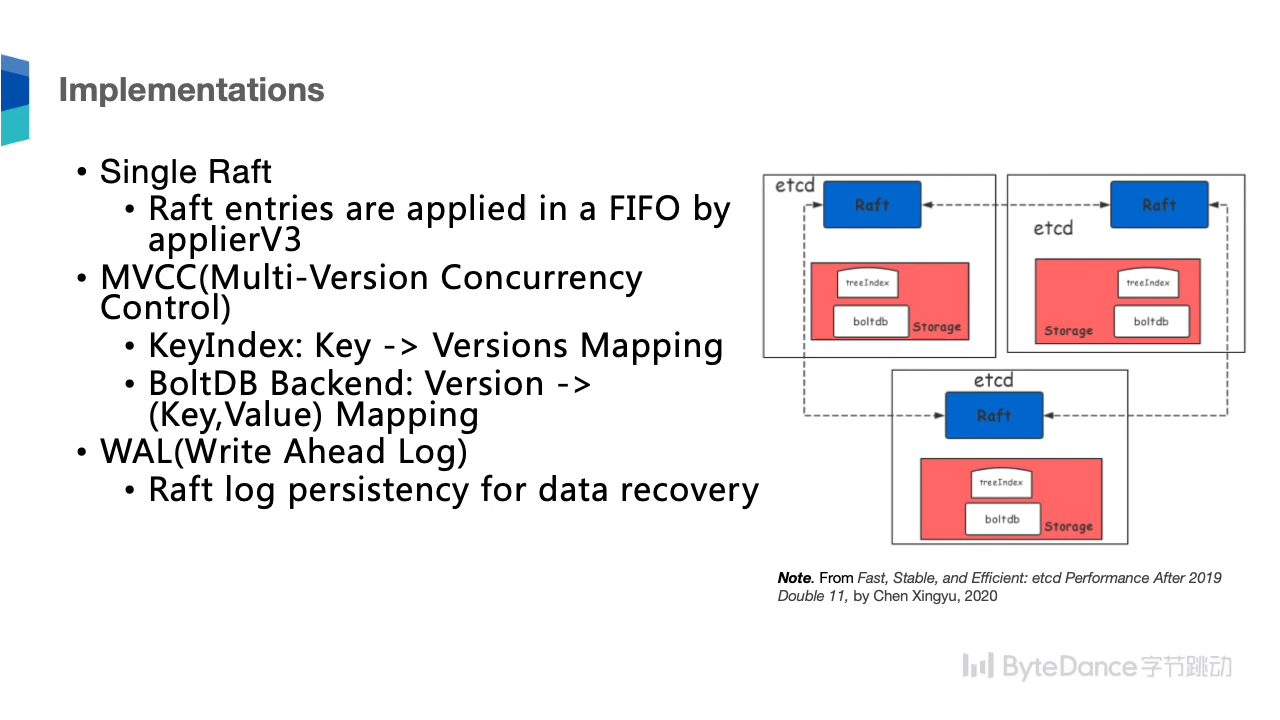 Implementations
• Single Raft
• Raft entries are applied in a FIFO by
applierV3
• MVCC(Multi-Version Concurrency
Control)
• KeyIndex: Key -> Versions Mapping
• BoltDB Backend: Version ->
(Key,Value) Mapping
• WAL(Write Ahead Log)
• Raft log persistency for data recovery
etcd
Raft
treeIndex
boltdb
Storage
Raft
etcd
treeIndex
boltdb
Storage
etcd
Raft
treeIndex
boltdb
Storage
Note. From Fast, Stable, and Efficient: etcd Performance After 2019
Double 11, by Chen Xingyu, 2020
ByteDance字节跳动